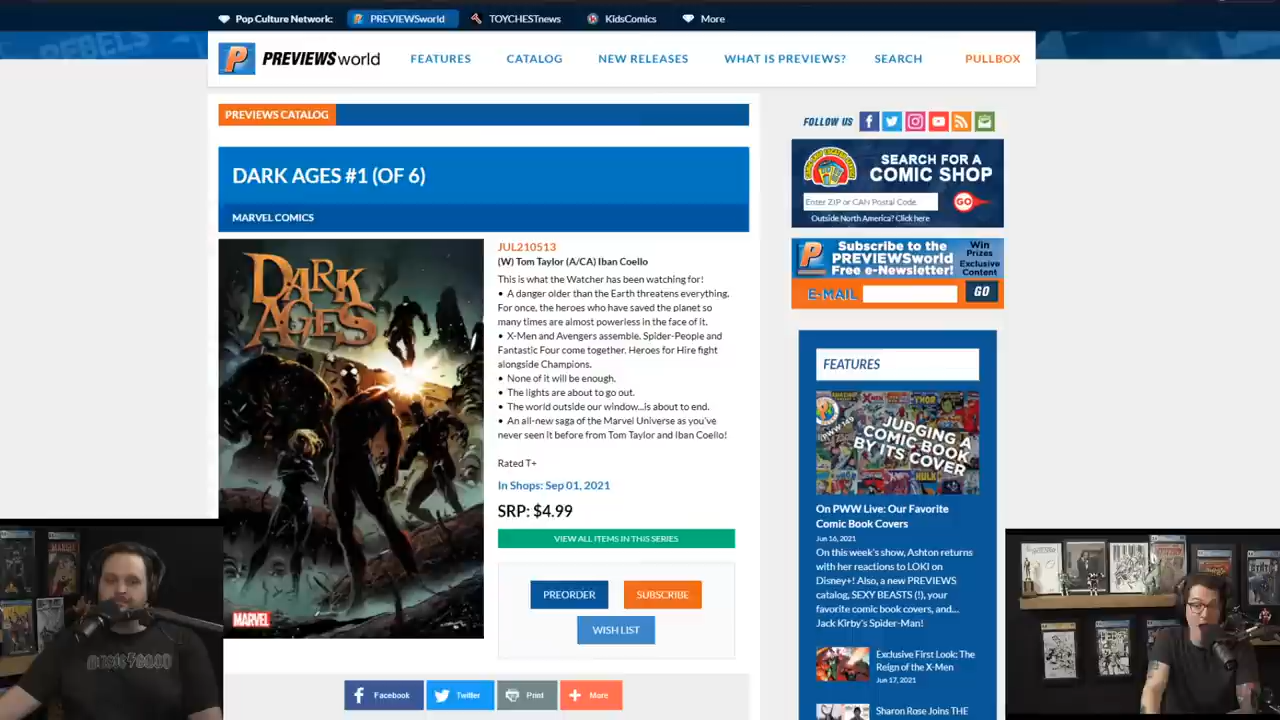 Pop Culture Network:
PREVIEWSworld
TOYCHESTnews
KidsComics
More
REBELS
PREVIEWSworld
FEATURES
CATALOG
NEW RELEASES
WHAT IS PREVIEWS?
SEARCH
PULLBOX
PREVIEWS CATALOG
DARK AGES #1 (OF 6)
MARVEL COMICS
DARK
AGES
MARVEL
JUL210513
(W) Tom Taylor (A/CA) Iban Coello
This is what the Watcher has been watching for!
• A danger older than the Earth threatens everything.
For once, the heroes who have saved the planet so
many times are almost powerless in the face of it.
• X-Men and Avengers assemble. Spider-People and
Fantastic Four come together. Heroes for Hire fight
alongside Champions.
• None of it will be enough.
• The lights are about to go out.
• The world outside our window...is about to end.
• An all-new saga of the Marvel Universe as you've
never seen it before from Tom Taylor and Iban Coello!
Rated T+
In Shops: Sep 01, 2021
SRP: $4.99
VIEW ALL ITEMS IN THIS SERIES
PREORDER
SUBSCRIBE
WISH LIST
Facebook
Twitter
Print
More
FOLLOW US
SEARCH FOR A
COMIC SHOP
Enter ZIP or CAN Postal Code
GO
Outside North America? Click here
Subscribe to the
PREVIEWSworld
Free e-Newsletter!
Win
Prizes
Exclusive
Content
E-MAIL
GO
FEATURES
JUDGING A
COMIC BOOK
BY ITS COVER
PWW 149
THOR
HULK
On PWW Live: Our Favorite
Comic Book Covers
Jun 16, 2021
On this week's show, Ashton returns
with her reactions to LOKI on
Disney+! Also, a new PREVIEWS
catalog, SEXY BEASTS (!), your
favorite comic book covers, and....
Jack Kirby's Spider-Man!
Exclusive First Look: The
Reign of the X-Men
Jun 17, 2021
Sharon Rose Joins THE